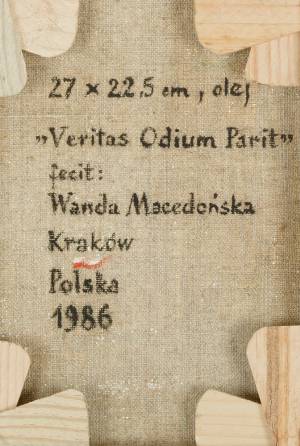 27 × 22,5 cm, olej
„Veritas Odium Parit”
fecit:
Wanda Macedońska
Kraków
Polska
1986